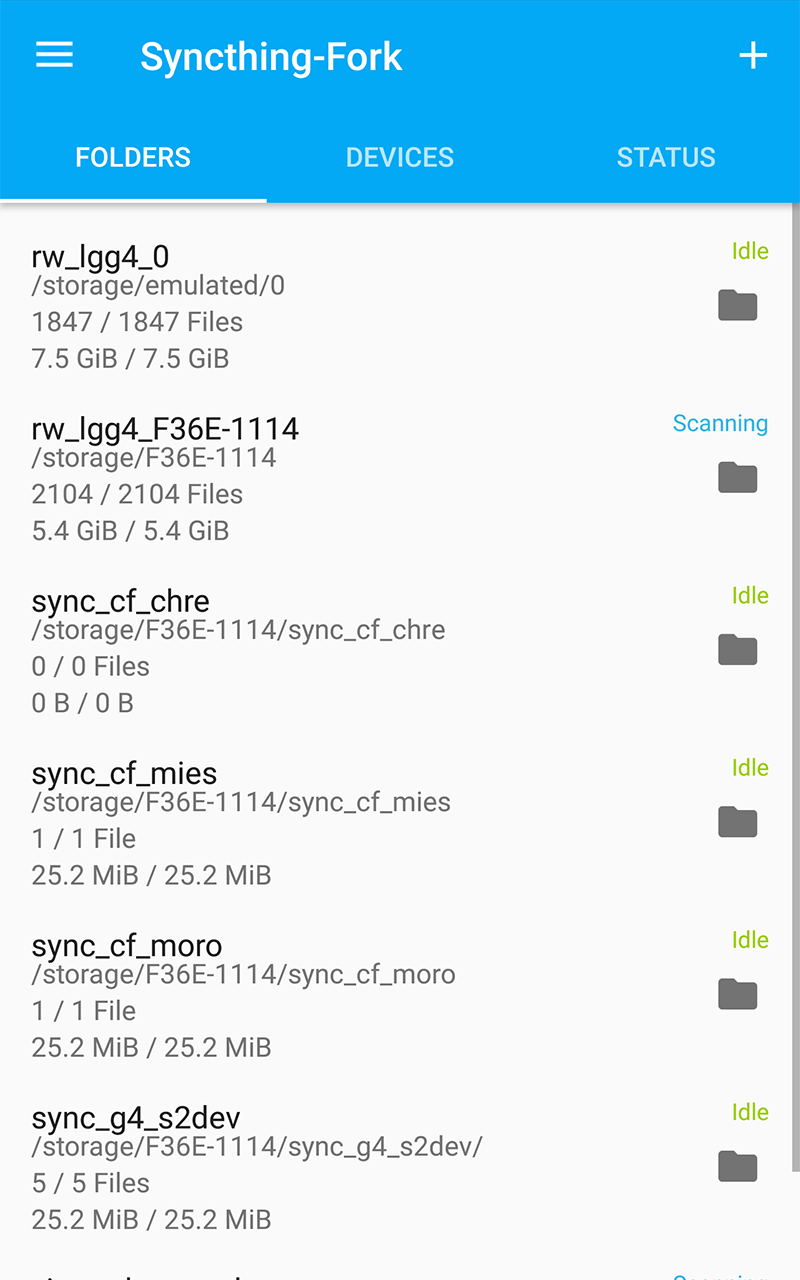 Syncthing-Fork
FOLDERS DEVICES STATUS
rw_lgg4_0 Idle
/storage/emulated/0
1847 / 1847 Files
7.5 GiB / 7.5 GiB
rw_lgg4_F36E-1114 Scanning
/storage/F36E-1114
2104 / 2104 Files
5.4 GiB / 5.4 GiB
sync_cf_chre Idle
/storage/F36E-1114/sync_cf_chre
0 / 0 Files
0 B / 0 B
sync_cf_mies Idle
/storage/F36E-1114/sync_cf_mies
1 / 1 File
25.2 MiB / 25.2 MiB
sync_cf_moro Idle
/storage/F36E-1114/sync_cf_moro
1 / 1 File
25.2 MiB / 25.2 MiB
sync_g4_s2dev Idle
/storage/F36E-1114/sync_g4_s2dev/
5 / 5 Files
25.2 MiB / 25.2 MiB